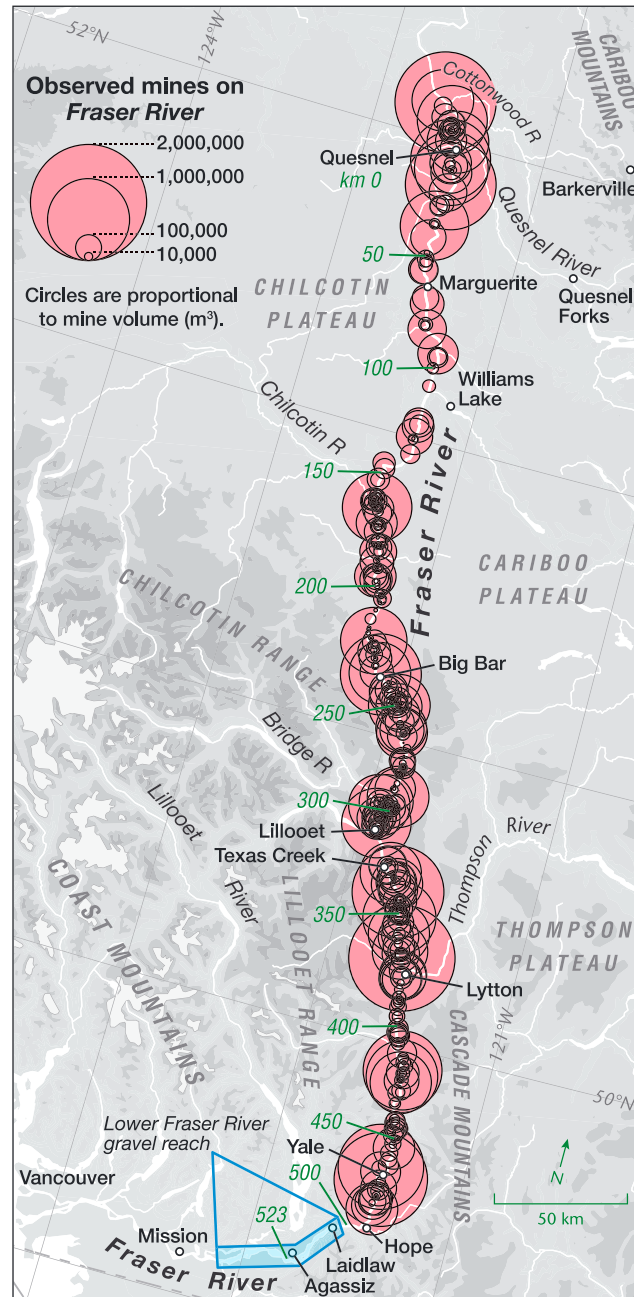 52°N
124°W
CARIBOO
MOUNTAINS
Observed mines on
Fraser River
2,000,000
1,000,000
100,000
10,000
Circles are proportional
to mine volume (m³).
Cottonwood R
Quesnel
km 0
Barkerville
Quesnel River
50
Marguerite
Quesnel
Forks
CHILCOTIN
PLATEAU
100
Williams
Lake
Chilcotin R
150
Fraser River
200
CARIBOO
PLATEAU
CHILCOTIN RANGE
Big Bar
250
Bridge R
300
Lillooet
Texas Creek
Lillooet River
Thompson River
COAST MOUNTAINS
LILLOOET RANGE
350
THOMPSON
PLATEAU
Lytton
400
CASCADE MOUNTAINS
121°W
50°N
450
Lower Fraser River
gravel reach
Yale
500
Vancouver
N
50 km
523
Mission
Hope
Laidlaw
Agassiz
Fraser River